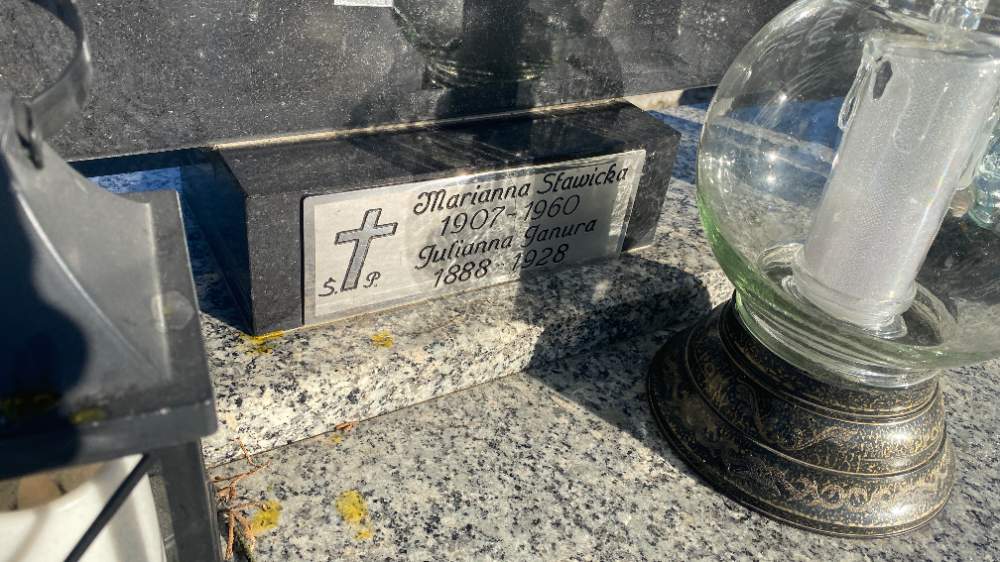 Marianna Sławicka
1907-1960
Julianna Janura
1888-1928
Ś. P.